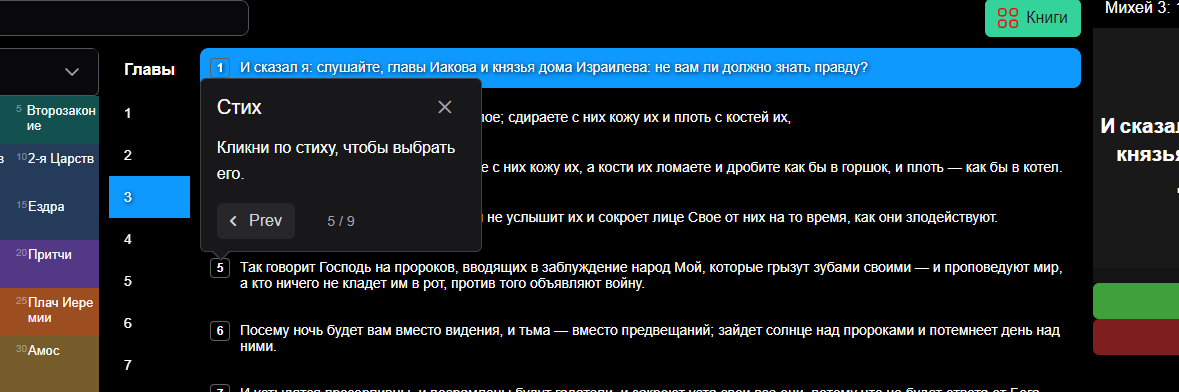 Книги
Михей 3:
5 Второзакон
ие
10 2-я Царств
15 Ездра
20 Притчи
25 Плач Иере
мии
30 Амос
Главы
1
2
3
4
5
6
7
1 И сказал я: слушайте, главы Иакова и князья дома Израилева: не вам ли должно знать правду?
Стих
Кликни по стиху, чтобы выбрать
его.
Prev
5 / 9
сдираете с них кожу их и плоть с костей их,
с них кожу их, а кости их ломаете и дробите как бы в горшок, и плоть — как бы в котел.
не услышит их и сокроет лице Свое от них на то время, как они злодействуют.
5 Так говорит Господь на пророков, вводящих в заблуждение народ Мой, которые грызут зубами своими — и проповедуют мир,
а кто ничего не кладет им в рот, против того объявляют войну.
6 Посему ночь будет вам вместо видения, и тьма — вместо предвещаний; зайдет солнце над пророками и потемнеет день над
ними.
И сказал
князья